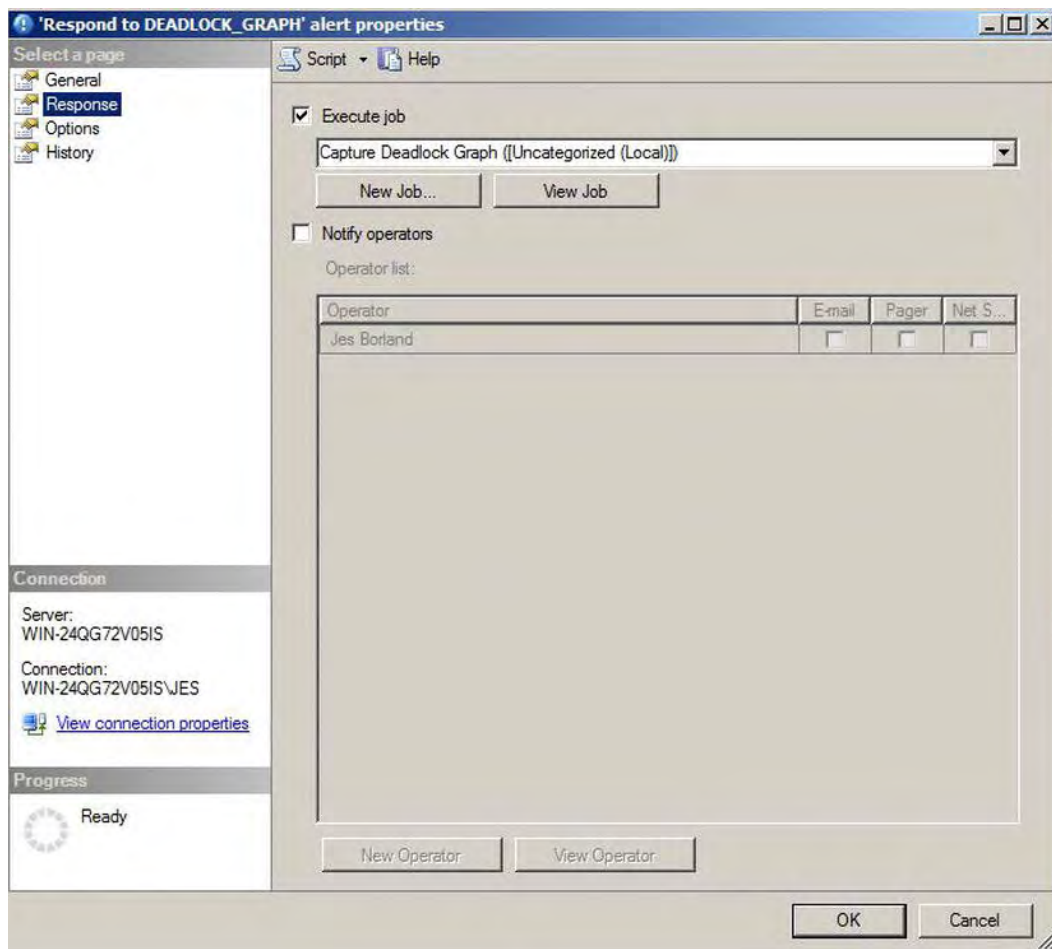 'Respond to DEADLOCK_GRAPH' alert properties
Select a page
General
Response
Options
History
Script
Help
Execute job
Capture Deadlock Graph ([Uncategorized (Local)])
New Job...
View Job
Notify operators
Operator list:
Operator
E-mail
Pager
Net S...
Jes Borland
Connection
Server:
WIN-24QG72V05IS
Connection:
WIN-24QG72V05IS\JES
View connection properties
Progress
Ready
New Operator
View Operator
OK
Cancel